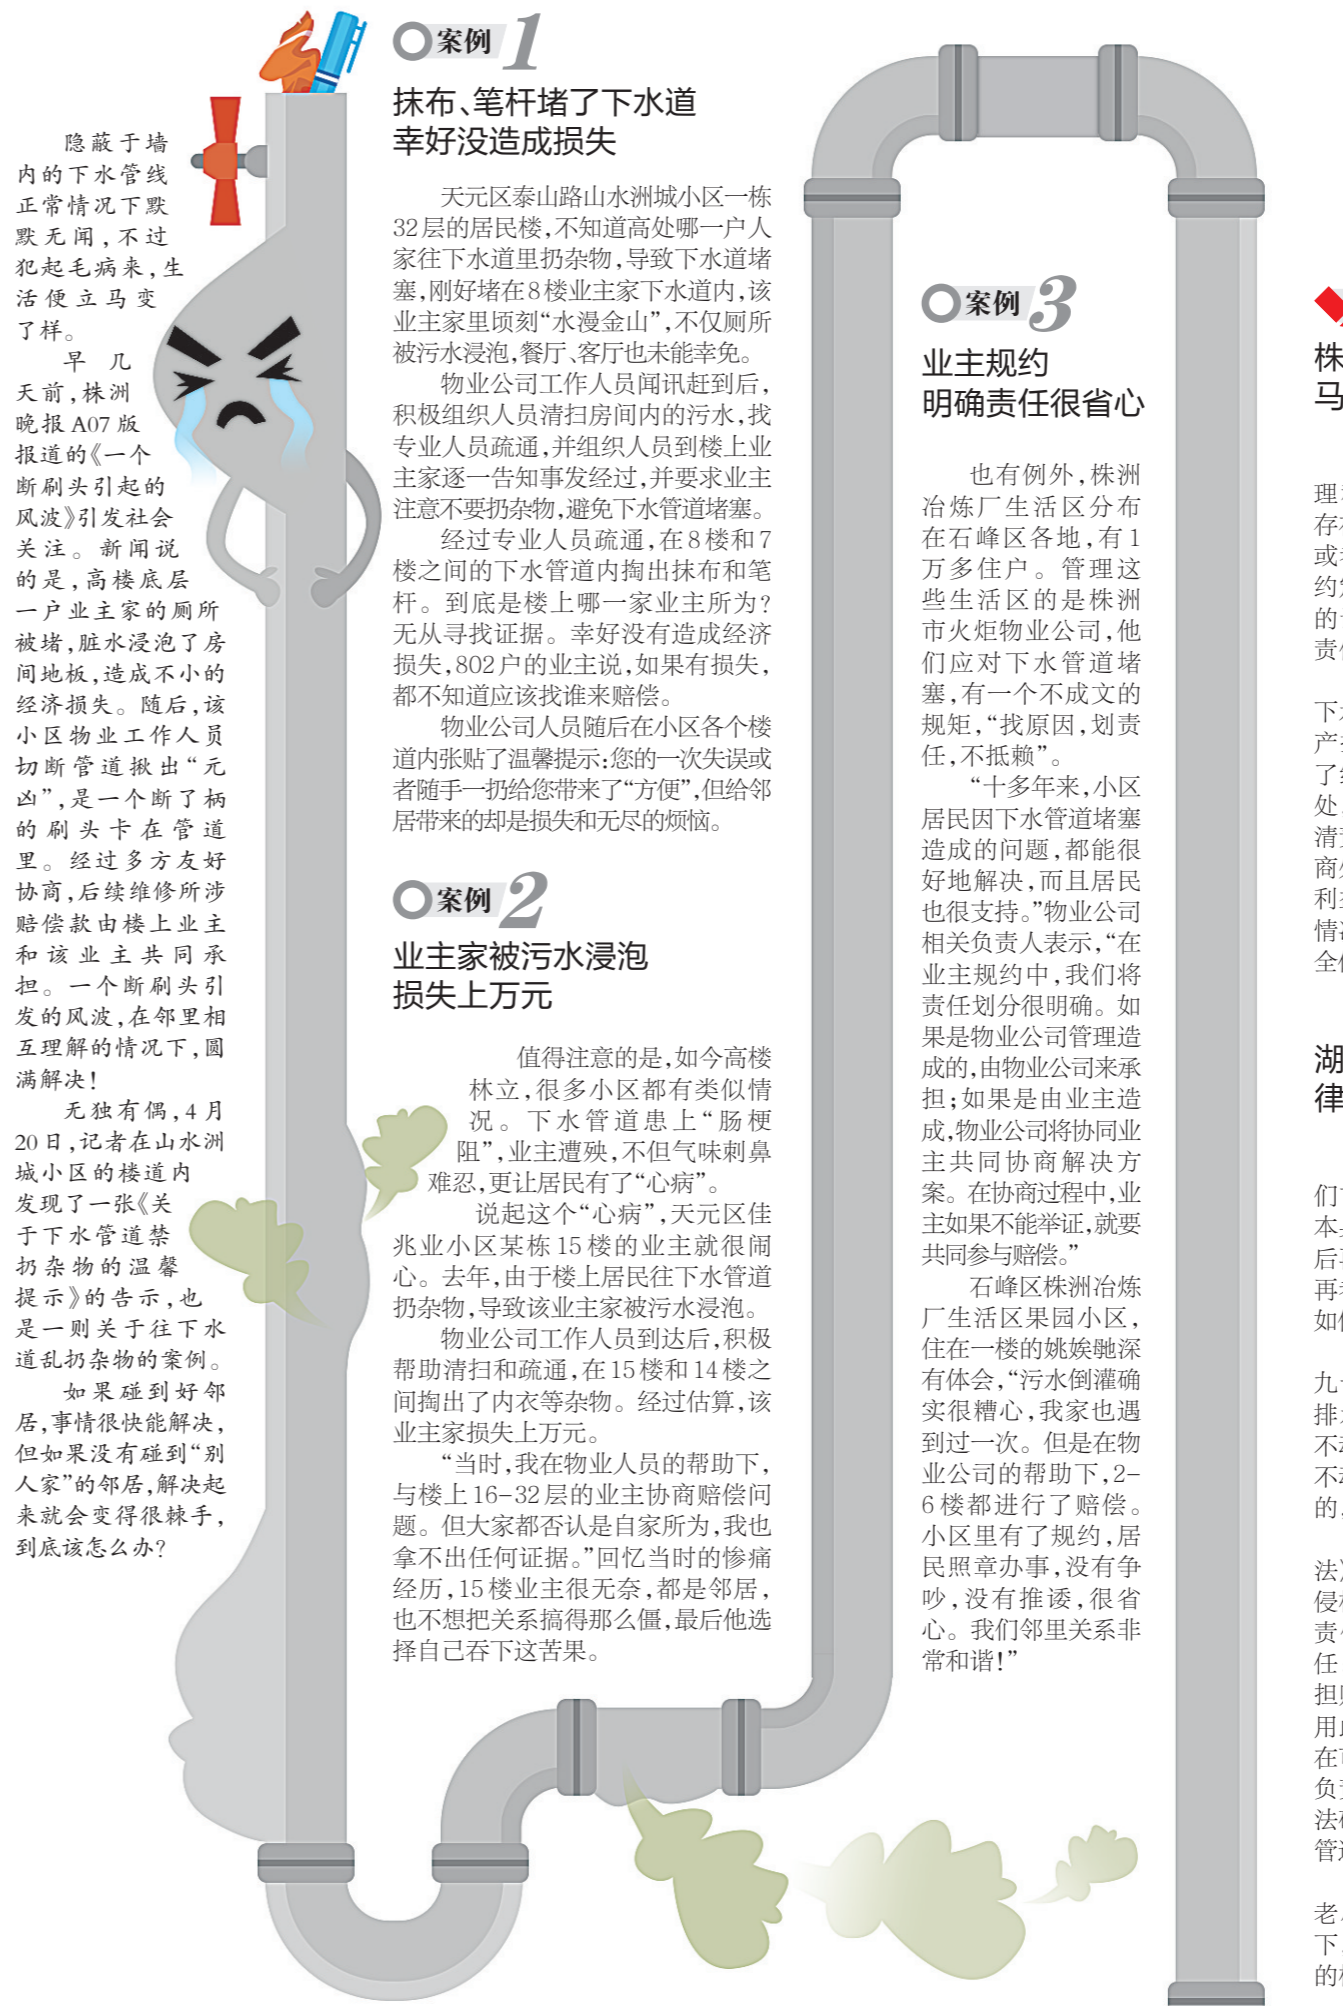 隐蔽于墙
内的下水管线
正常情况下默
默无闻，不过
犯起毛病来，生
活便立马变
了样。
早几
天前，株洲
晚报 A07 版
报道的《一个
断刷头引起的
风波》引发社会
关注。新闻说
的是，高楼底层
一户业主家的厕所
被堵，脏水浸泡了房
间地板，造成不小的
经济损失。随后，该
小区物业工作人员
切断管道揪出“元
凶”，是一个断了柄
的刷头卡在管道
里。经过多方友好
协商，后续维修所涉
赔偿款由楼上业主
和该业主共同承
担。一个断刷头引
发的风波，在邻里相
互理解的情况下，圆
满解决！
无独有偶，4 月
20 日，记者在山水洲
城小区的楼道内
发现了一张《关
于下水管道禁
扔杂物的温馨
提示》的告示，也
是一则关于往下水
道乱扔杂物的案例。
如果碰到好邻
居，事情很快能解决，
但如果没有碰到“别
人家”的邻居，解决起
来就会变得很棘手，
到底该怎么办？
案例 1
抹布、笔杆堵了下水道
幸好没造成损失
天元区泰山路山水洲城小区一栋
32 层的居民楼，不知道高处哪一户人
家往下水道里扔杂物，导致下水道堵
塞，刚好堵在 8 楼业主家下水道内，该
业主家里顷刻“水漫金山”，不仅厕所
被污水浸泡，餐厅、客厅也未能幸免。
物业公司工作人员闻讯赶到后，
积极组织人员清扫房间内的污水，找
专业人员疏通，并组织人员到楼上业
主家逐一告知事发经过，并要求业主
注意不要扔杂物，避免下水管道堵塞。
经过专业人员疏通，在 8 楼和 7
楼之间的下水管道内掏出抹布和笔
杆。到底是楼上哪一家业主所为？
无从寻找证据。幸好没有造成经济
损失，802 户的业主说，如果有损失，
都不知道应该找谁来赔偿。
物业公司人员随后在小区各个楼
道内张贴了温馨提示：您的一次失误或
者随手一扔给您带来了“方便”，但给邻
居带来的却是损失和无尽的烦恼。
案例 2
业主家被污水浸泡
损失上万元
值得注意的是，如今高楼
林立，很多小区都有类似情
况。下水管道患上“肠梗
阻”，业主遭殃，不但气味刺鼻
难忍，更让居民有了“心病”。
说起这个“心病”，天元区佳
兆业小区某栋 15 楼的业主就很闹
心。去年，由于楼上居民往下水管道
扔杂物，导致该业主家被污水浸泡。
物业公司工作人员到达后，积极
帮助清扫和疏通，在 15 楼和 14 楼之
间掏出了内衣等杂物。经过估算，该
业主家损失上万元。
“当时，我在物业人员的帮助下，
与楼上 16-32 层的业主协商赔偿问
题。但大家都否认是自家所为，我也
拿不出任何证据。”回忆当时的惨痛
经历，15 楼业主很无奈，都是邻居，
也不想把关系搞得那么僵，最后他选
择自己吞下这苦果。
案例 3
业主规约
明确责任很省心
也有例外，株洲
冶炼厂生活区分布
在石峰区各地，有 1
万多住户。管理这
些生活区的是株洲
市火炬物业公司，他
们应对下水管道堵
塞，有一个不成文的
规矩，“找原因，划责
任，不抵赖”。
“十多年来，小区
居民因下水管道堵塞
造成的问题，都能很
好地解决，而且居民
也很支持。”物业公司
相关负责人表示，“在
业主规约中，我们将
责任划分很明确。如
果是物业公司管理造
成的，由物业公司来承
担；如果是由业主造
成，物业公司将协同业
主共同协商解决方
案。在协商过程中，业
主如果不能举证，就要
共同参与赔偿。”
石峰区株洲冶炼
厂生活区果园小区，
住在一楼的姚娭毑深
有体会，“污水倒灌确
实很糟心，我家也遇
到过一次。但是在物
业公司的帮助下，2-
6 楼都进行了赔偿。
小区里有了规约，居
民照章办事，没有争
吵，没有推诿，很省
心。我们邻里关系非
常和谐！”
株
马
理
存
或
约
的
责
下
产
了
处
清
商
利
情
全
湖
律
们
本
后
再
如
九
排
不
不
的，
法
侵
责
任
担
用
在
负
法
管
老
下，
的